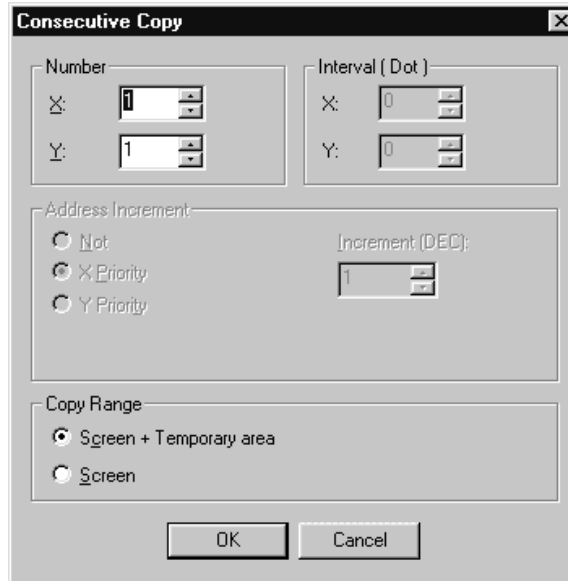 Consecutive Copy
Number
X: 1
Y: 1
Interval ( Dot )
X: 0
Y: 0
Address Increment
Not
X Priority
Y Priority
Increment (DEC):
1
Copy Range
Screen + Temporary area
Screen
OK Cancel